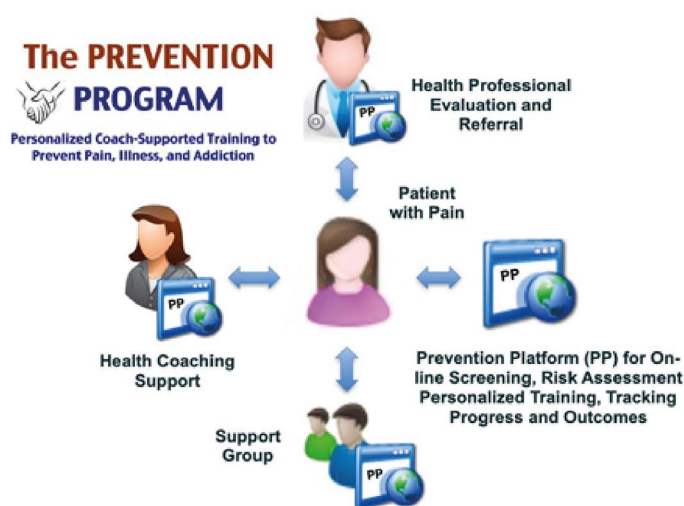 The PREVENTION
PROGRAM
Personalized Coach-Supported Training to
Prevent Pain, Illness, and Addiction
PP
Health Professional
Evaluation and
Referral
Patient
with Pain
PP
Health Coaching
Support
PP
Prevention Platform (PP) for On-
line Screening, Risk Assessment
Personalized Training, Tracking
Progress and Outcomes
Support
Group
PP